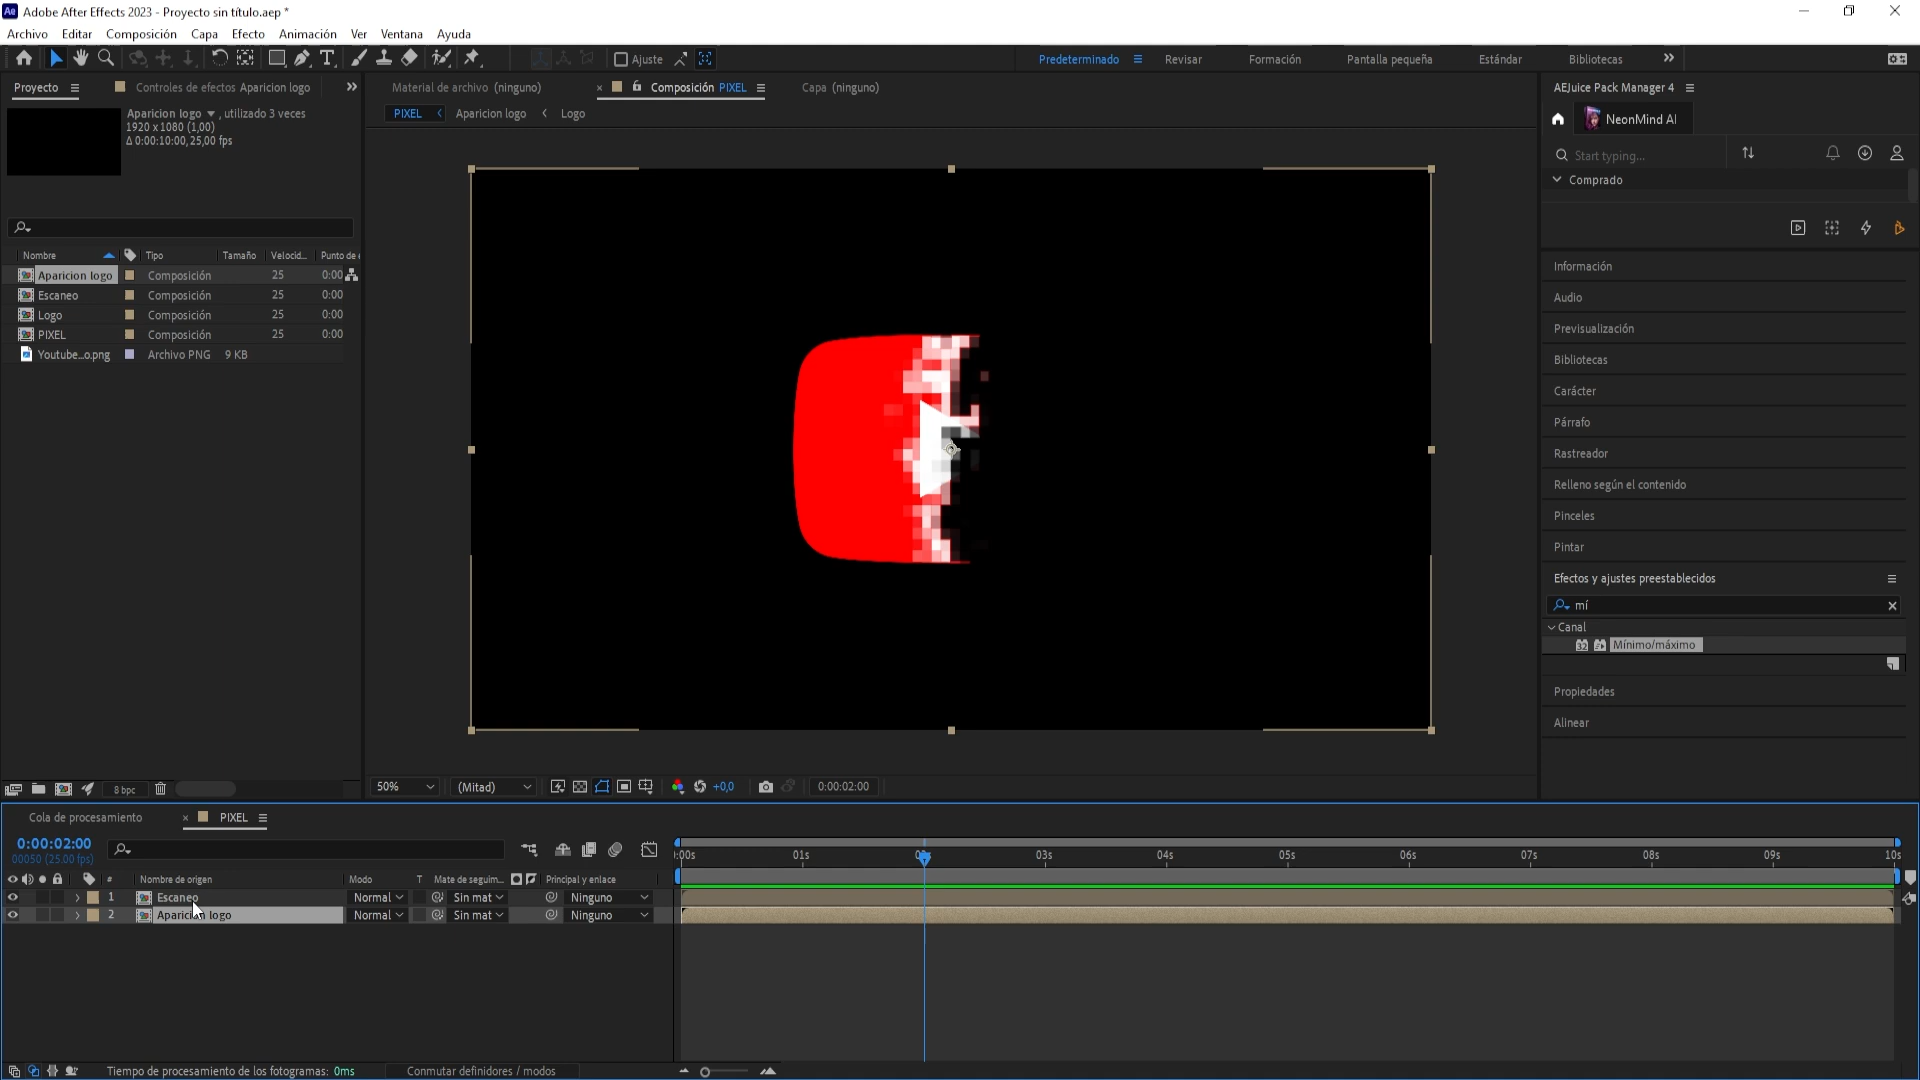 Adobe After Effects 2023 - Proyecto sin título.aep *
Archivo Editar Composición Capa Efecto Animación Ver Ventana Ayuda
Ajuste
Predeterminado Revisar Formación Pantalla pequeña Estándar Bibliotecas
Proyecto
Controles de efectos Aparicion logo
Aparicion logo , utilizado 3 veces
1920 x 1080 (1,00)
Δ 0:00:10:00, 25,00 fps
Nombre Tipo Tamaño Velocid... Punto de e
Aparicion logo Composición 25 0:00
Escaneo Composición 25 0:00
Logo Composición 25 0:00
PIXEL Composición 25 0:00
Youtube...o.png Archivo PNG 9 KB
8 bpc
Material de archivo (ninguno)
Composición PIXEL
Capa (ninguno)
PIXEL Aparicion logo Logo
50% (Mitad) +0,0 0:00:02:00
AEJuice Pack Manager 4
NeonMind AI
Start typing...
Comprado
Información
Audio
Previsualización
Bibliotecas
Carácter
Párrafo
Rastreador
Relleno según el contenido
Pinceles
Pintar
Efectos y ajustes preestablecidos
mí
Canal
32 Mínimo/máximo
Propiedades
Alinear
Cola de procesamiento
PIXEL
0:00:02:00
00050 (25.00 fps)
# Nombre de origen Modo T Mate de seguim... Principal y enlace
1 Escaneo Normal Sin mat Ninguno
2 Aparicion logo Normal Sin mat Ninguno
:00s 01s 03s 04s 05s 06s 07s 08s 09s 10s
Tiempo de procesamiento de los fotogramas: 0ms
Conmutar definidores / modos